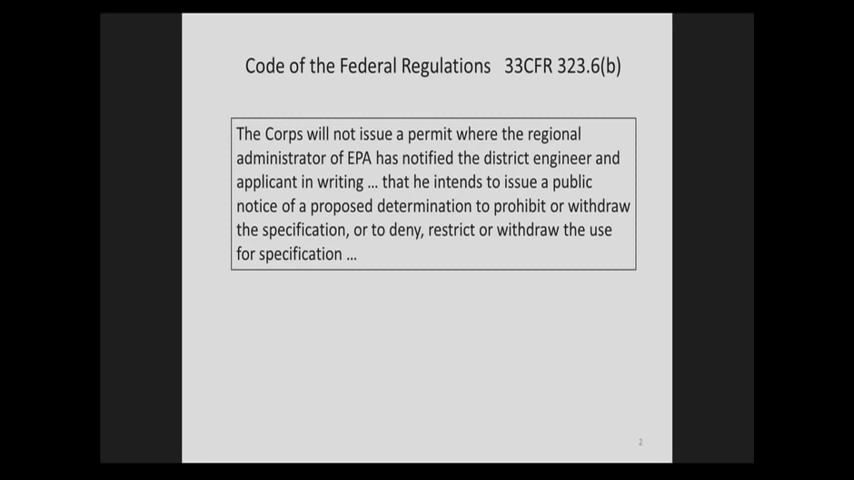 Code of the Federal Regulations 33CFR 323.6(b)
The Corps will not issue a permit where the regional
administrator of EPA has notified the district engineer and
applicant in writing ... that he intends to issue a public
notice of a proposed determination to prohibit or withdraw
the specification, or to deny, restrict or withdraw the use
for specification ...
2